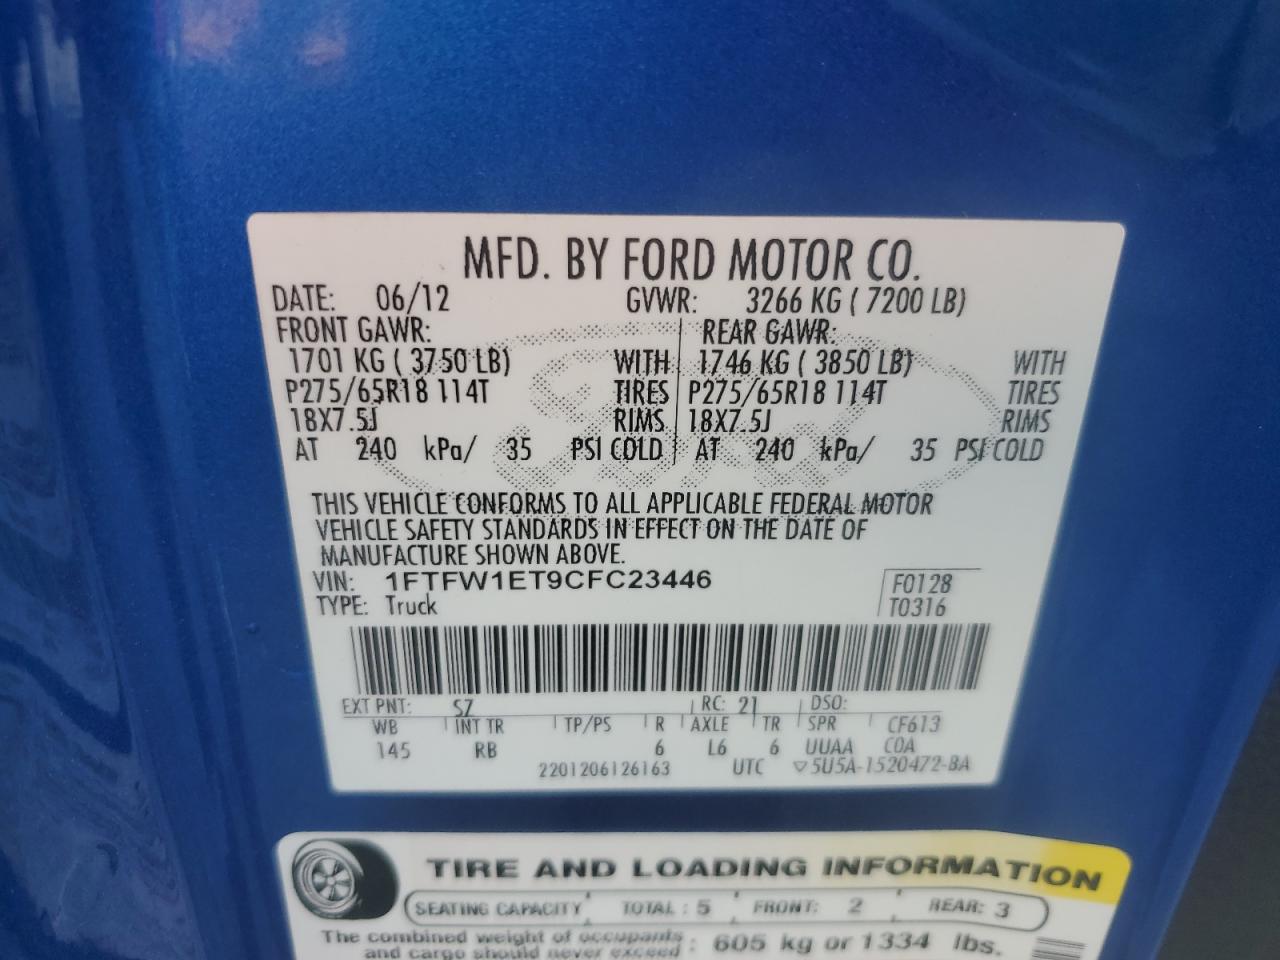 MFD. BY FORD MOTOR CO.
DATE: 06/12 GVWR: 3266 KG ( 7200 LB)
FRONT GAWR: REAR GAWR:
1701 KG ( 3750 LB) WITH 1746 KG ( 3850 LB) WITH
P275/65R18 114T TIRES P275/65R18 114T TIRES
18X7.5J RIMS 18X7.5J RIMS
AT 240 kPa/ 35 PSI COLD AT 240 kPa/ 35 PSI COLD
THIS VEHICLE CONFORMS TO ALL APPLICABLE FEDERAL MOTOR
VEHICLE SAFETY STANDARDS IN EFFECT ON THE DATE OF
MANUFACTURE SHOWN ABOVE.
VIN: 1FTFW1ET9CFC23446 F0128
TYPE: Truck T0316
EXT PNT: SZ RC: 21 DSO:
WB INT TR TP/PS R AXLE TR SPR CF613
145 RB 6 L6 6 UUAA COA
2201206126163 UTC ▽5U5A-1520472-BA
TIRE AND LOADING INFORMATION
SEATING CAPACITY TOTAL : 5 FRONT: 2 REAR: 3
The combined weight of occupants
and cargo should never exceed : 605 kg or 1334 lbs.